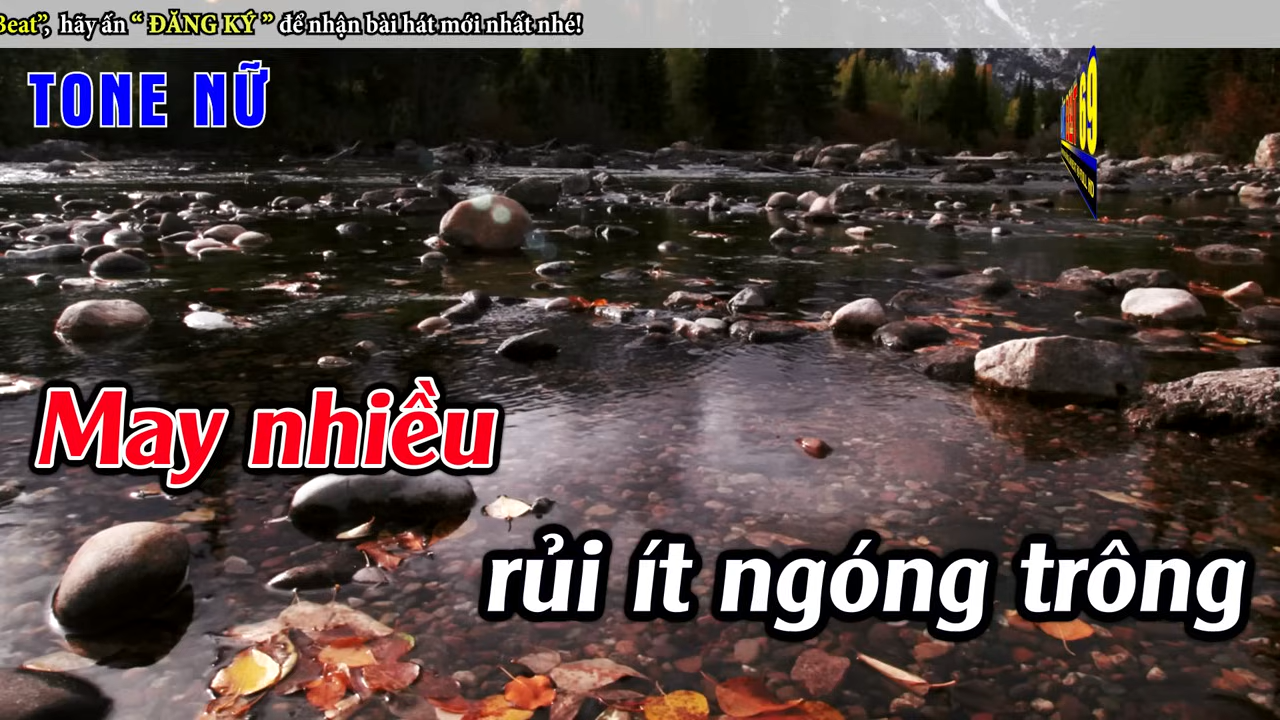 Beat”, hãy ấn “ ĐĂNG KÝ ” để nhận bài hát mới nhất nhé!
TONE NỮ
69
May nhiều
rủi ít ngóng trông